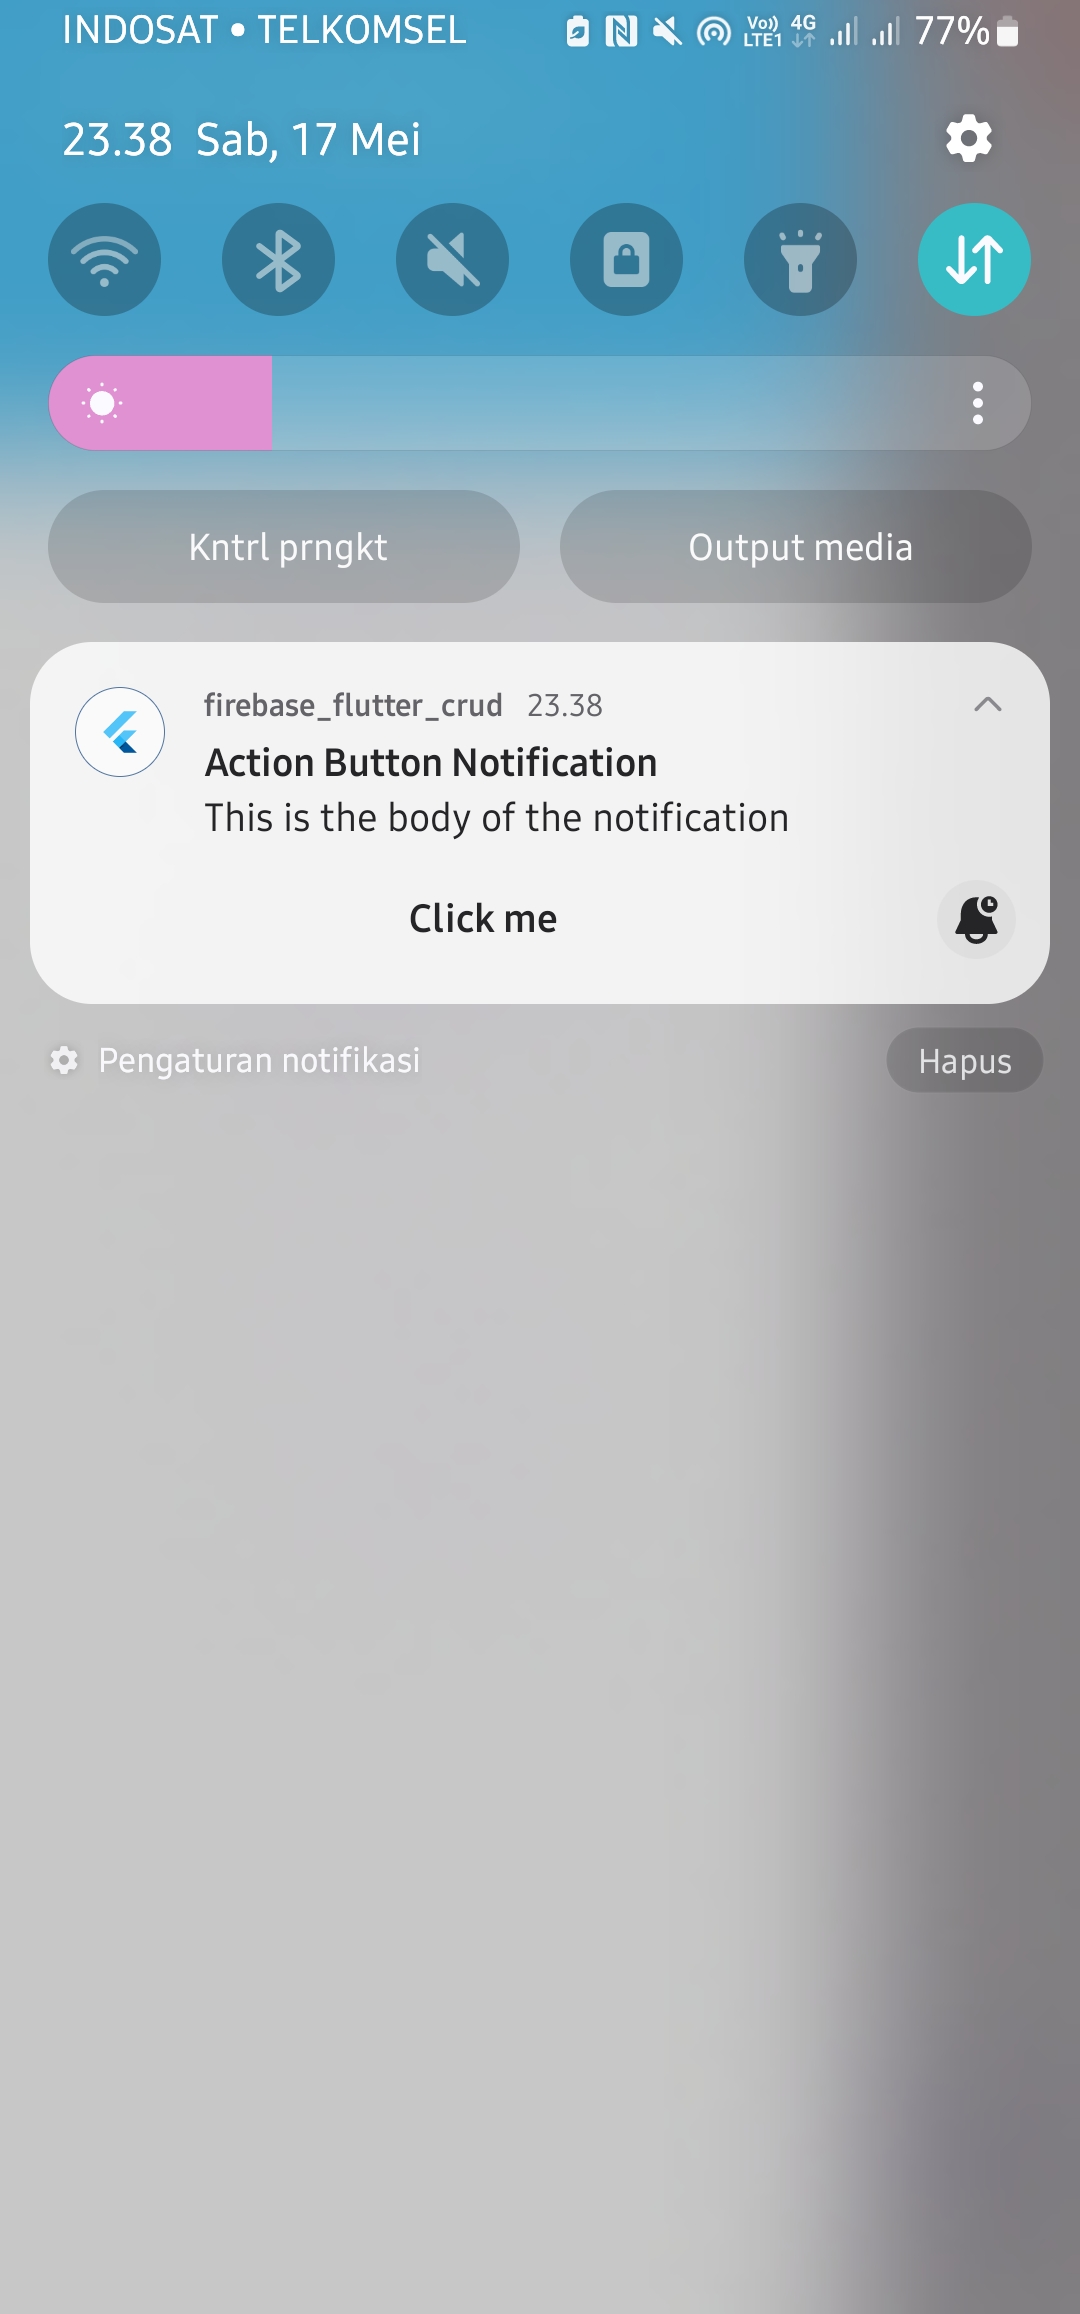 INDOSAT • TELKOMSEL Vo)) LTE1 4G 77%
23.38 Sab, 17 Mei
Kntrl prngkt Output media
firebase_flutter_crud 23.38
Action Button Notification
This is the body of the notification
Click me
Pengaturan notifikasi Hapus